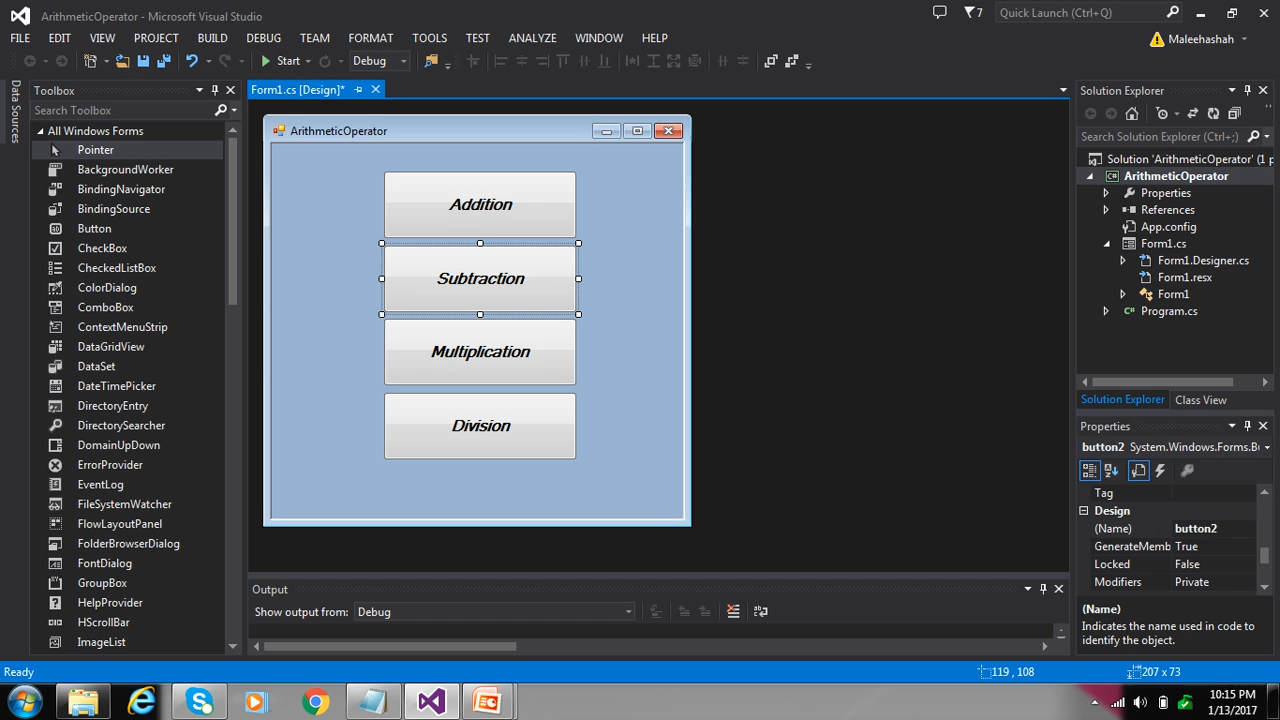 ArithmeticOperator - Microsoft Visual Studio
7
Quick Launch (Ctrl+Q)
FILE EDIT VIEW PROJECT BUILD DEBUG TEAM FORMAT TOOLS TEST ANALYZE WINDOW HELP
Maleehashah
Start Debug
Data Sources
Toolbox
Search Toolbox
All Windows Forms
Pointer
BackgroundWorker
BindingNavigator
BindingSource
Button
CheckBox
CheckedListBox
ColorDialog
ComboBox
ContextMenuStrip
DataGridView
DataSet
DateTimePicker
DirectoryEntry
DirectorySearcher
DomainUpDown
ErrorProvider
EventLog
FileSystemWatcher
FlowLayoutPanel
FolderBrowserDialog
FontDialog
GroupBox
HelpProvider
HScrollBar
ImageList
Form1.cs [Design]*
ArithmeticOperator
Addition
Subtraction
Multiplication
Division
Output
Show output from: Debug
Solution Explorer
Search Solution Explorer (Ctrl+;)
Solution 'ArithmeticOperator' (1 p
ArithmeticOperator
Properties
References
App.config
Form1.cs
Form1.Designer.cs
Form1.resx
Form1
Program.cs
Solution Explorer Class View
Properties
button2 System.Windows.Forms.Bu
Tag
Design
(Name) button2
GenerateMemb True
Locked False
Modifiers Private
(Name)
Indicates the name used in code to
identify the object.
Ready
119 , 108
207 x 73
10:15 PM
1/13/2017